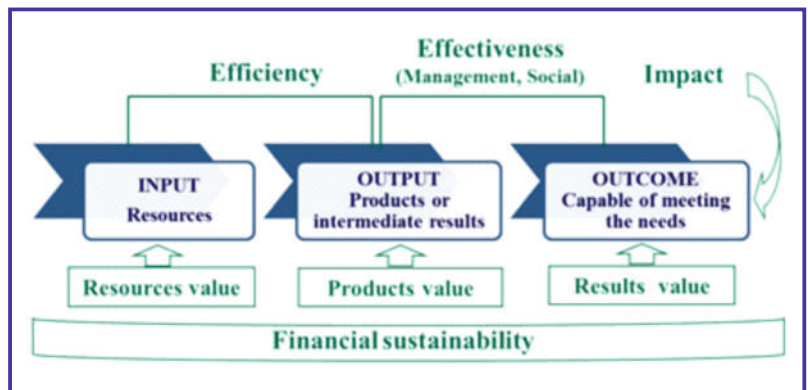 Efficiency
Effectiveness
(Management, Social)
Impact
INPUT
Resources
OUTPUT
Products or
intermediate results
OUTCOME
Capable of meeting
the needs
Resources value
Products value
Results value
Financial sustainability